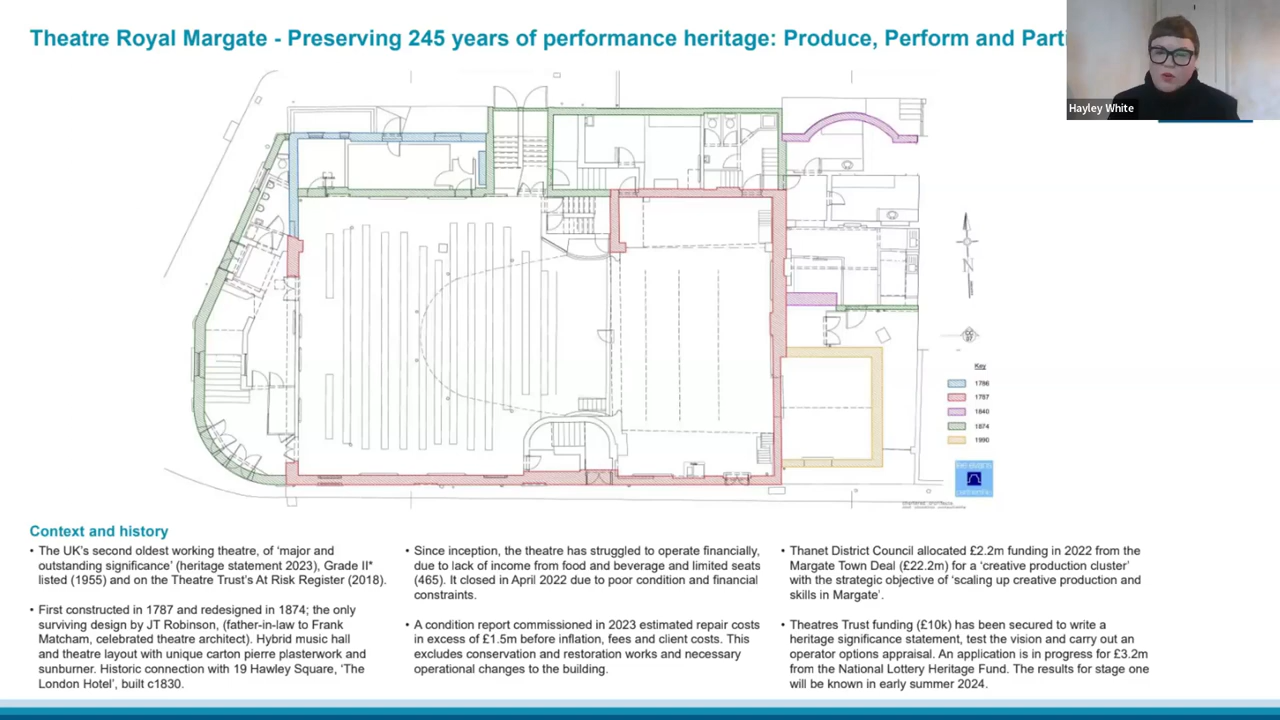 Theatre Royal Margate - Preserving 245 years of performance heritage: Produce, Perform and Parti
Hayley White
N
Key
1786
1787
1840
1874
1990
Context and history
• The UK's second oldest working theatre, of 'major and
outstanding significance' (heritage statement 2023), Grade II*
listed (1955) and on the Theatre Trust's At Risk Register (2018).
• First constructed in 1787 and redesigned in 1874; the only
surviving design by JT Robinson, (father-in-law to Frank
Matcham, celebrated theatre architect). Hybrid music hall
and theatre layout with unique carton pierre plasterwork and
sunburner. Historic connection with 19 Hawley Square, 'The
London Hotel', built c1830.
• Since inception, the theatre has struggled to operate financially,
due to lack of income from food and beverage and limited seats
(465). It closed in April 2022 due to poor condition and financial
constraints.
• A condition report commissioned in 2023 estimated repair costs
in excess of £1.5m before inflation, fees and client costs. This
excludes conservation and restoration works and necessary
operational changes to the building.
• Thanet District Council allocated £2.2m funding in 2022 from the
Margate Town Deal (£22.2m) for a 'creative production cluster'
with the strategic objective of 'scaling up creative production and
skills in Margate'.
• Theatres Trust funding (£10k) has been secured to write a
heritage significance statement, test the vision and carry out an
operator options appraisal. An application is in progress for £3.2m
from the National Lottery Heritage Fund. The results for stage one
will be known in early summer 2024.